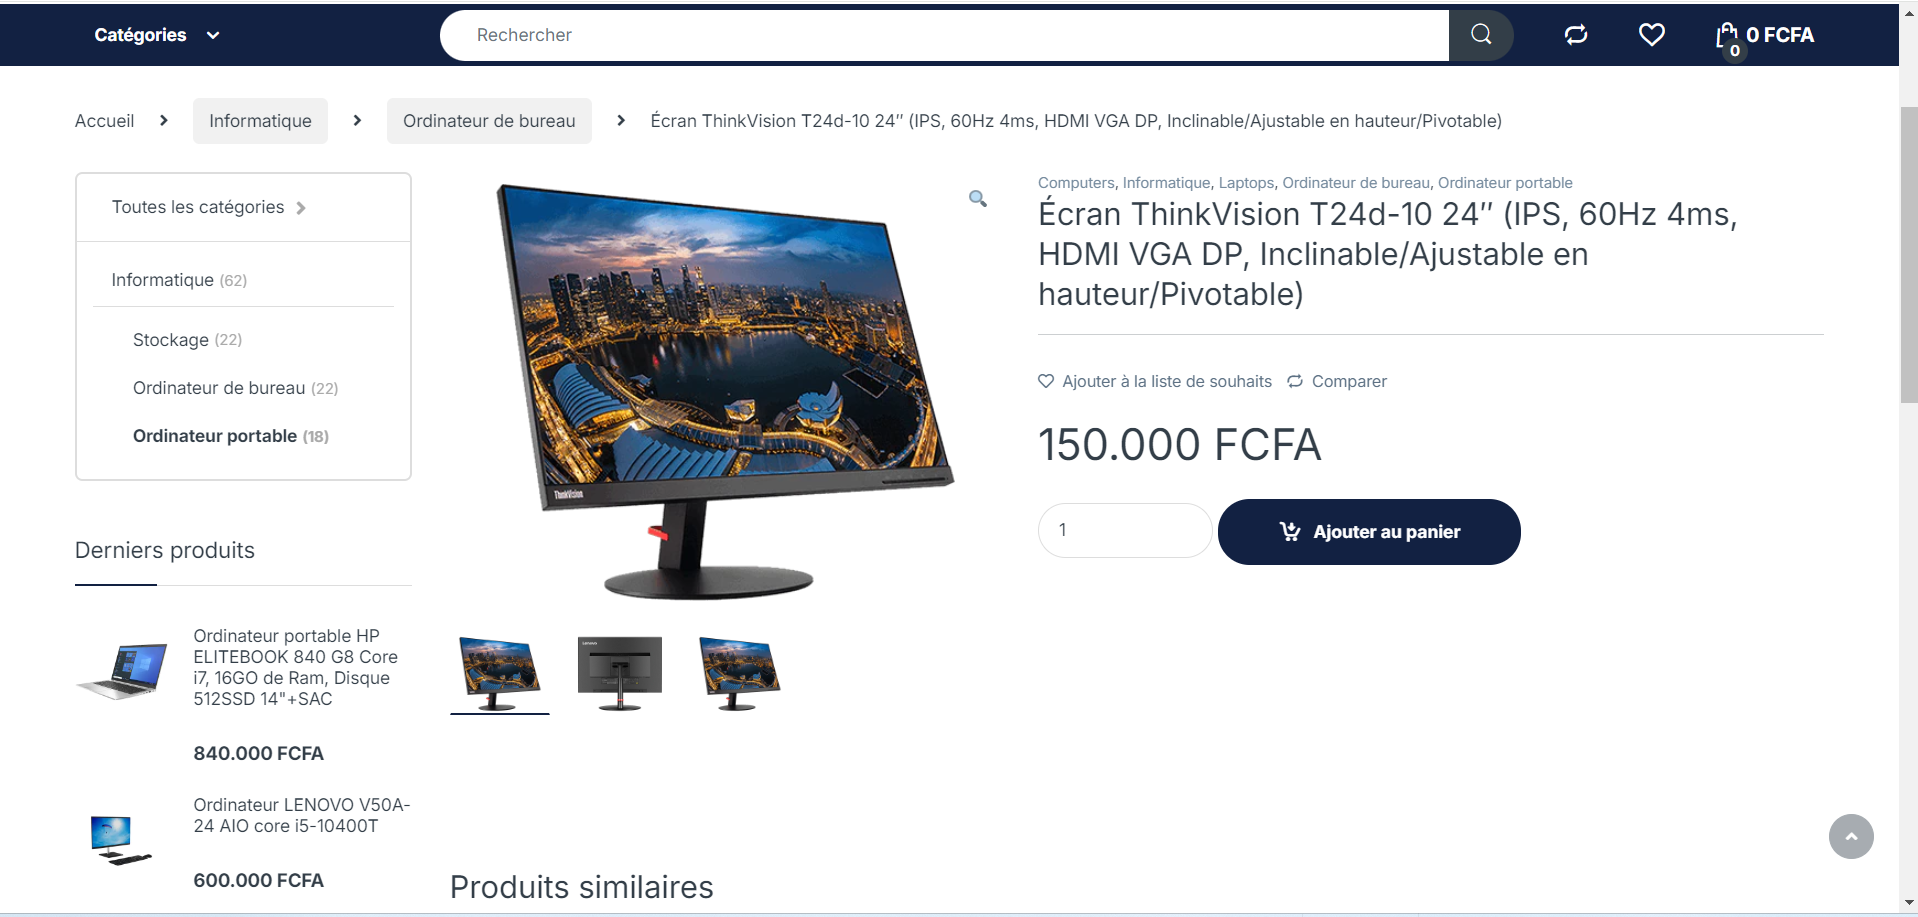 Catégories
Rechercher
0 FCFA
0
Accueil
Informatique
Ordinateur de bureau
Écran ThinkVision T24d-10 24″ (IPS, 60Hz 4ms, HDMI VGA DP, Inclinable/Ajustable en hauteur/Pivotable)
Toutes les catégories
Informatique (62)
Stockage (22)
Ordinateur de bureau (22)
Ordinateur portable (18)
Derniers produits
Ordinateur portable HP
ELITEBOOK 840 G8 Core
i7, 16GO de Ram, Disque
512SSD 14"+SAC
840.000 FCFA
Ordinateur LENOVO V50A-
24 AIO core i5-10400T
600.000 FCFA
ThinkVision
Computers, Informatique, Laptops, Ordinateur de bureau, Ordinateur portable
Écran ThinkVision T24d-10 24″ (IPS, 60Hz 4ms,
HDMI VGA DP, Inclinable/Ajustable en
hauteur/Pivotable)
Ajouter à la liste de souhaits
Comparer
150.000 FCFA
1
Ajouter au panier
Produits similaires